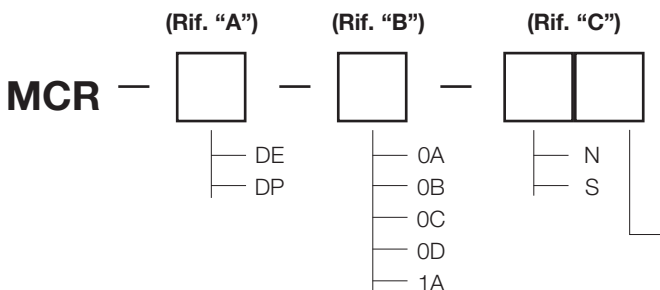 (Rif. “A”) (Rif. “B”) (Rif. “C”)
MCR — — —
DE 0A N
DP 0B S
0C
0D
1A